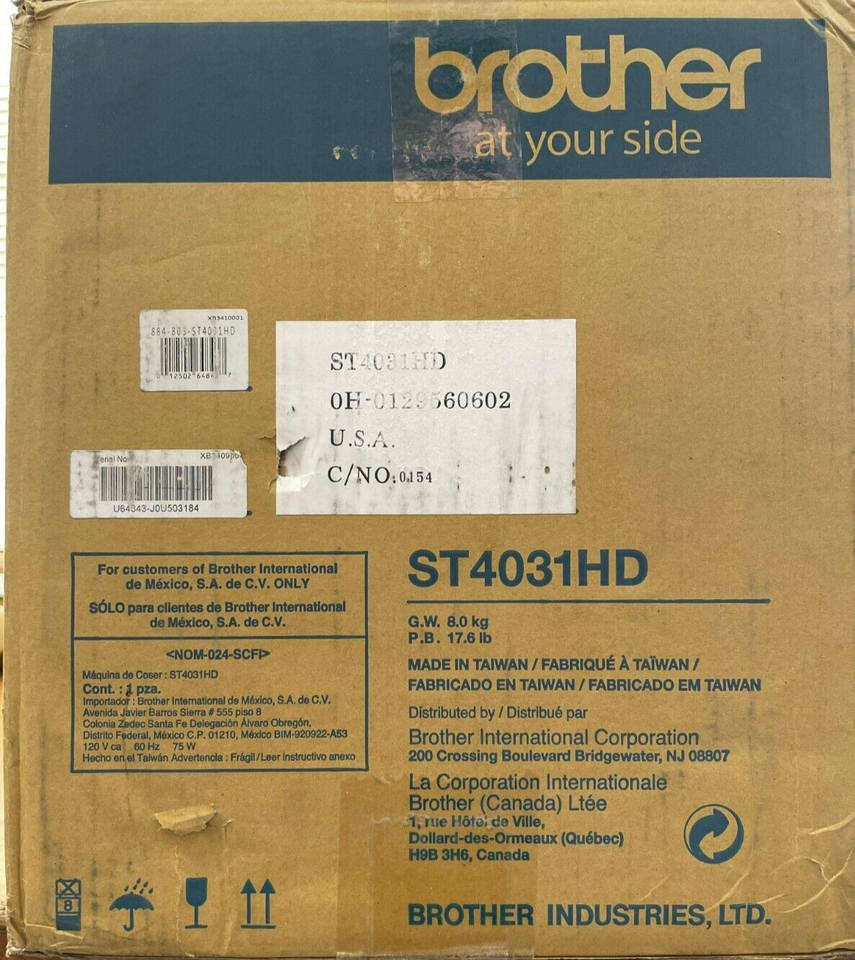 brother
at your side
XB3410001
884-B03-ST4031HD
Serial No
U64343-J0U503184
ST4031HD
0H-0129560602
U.S.A.
C/NO.0154
For customers of Brother International
de México, S.A. de C.V. ONLY
SÓLO para clientes de Brother International
de México, S.A. de C.V.
<NOM-024-SCFI>
Máquina de Coser : ST4031HD
Cont. : 1 pza.
Importador : Brother International de México, S.A. de C.V.
Avenida Javier Barros Sierra # 555 piso 8
Colonia Zedec Santa Fe Delegación Álvaro Obregón,
Distrito Federal, México C.P. 01210, México BIM-920922-A53
120 V ca 60 Hz 75 W
Hecho en el Taiwán Advertencia : Frágil/Leer instructivo anexo
ST4031HD
G.W. 8.0 kg
P.B. 17.6 lb
MADE IN TAIWAN / FABRIQUÉ À TAÏWAN /
FABRICADO EN TAIWAN / FABRICADO EM TAIWAN
Distributed by / Distribué par
Brother International Corporation
200 Crossing Boulevard Bridgewater, NJ 08807
La Corporation Internationale
Brother (Canada) Ltée
1, rue Hôtel de Ville,
Dollard-des-Ormeaux (Québec)
H9B 3H6, Canada
8
BROTHER INDUSTRIES, LTD.